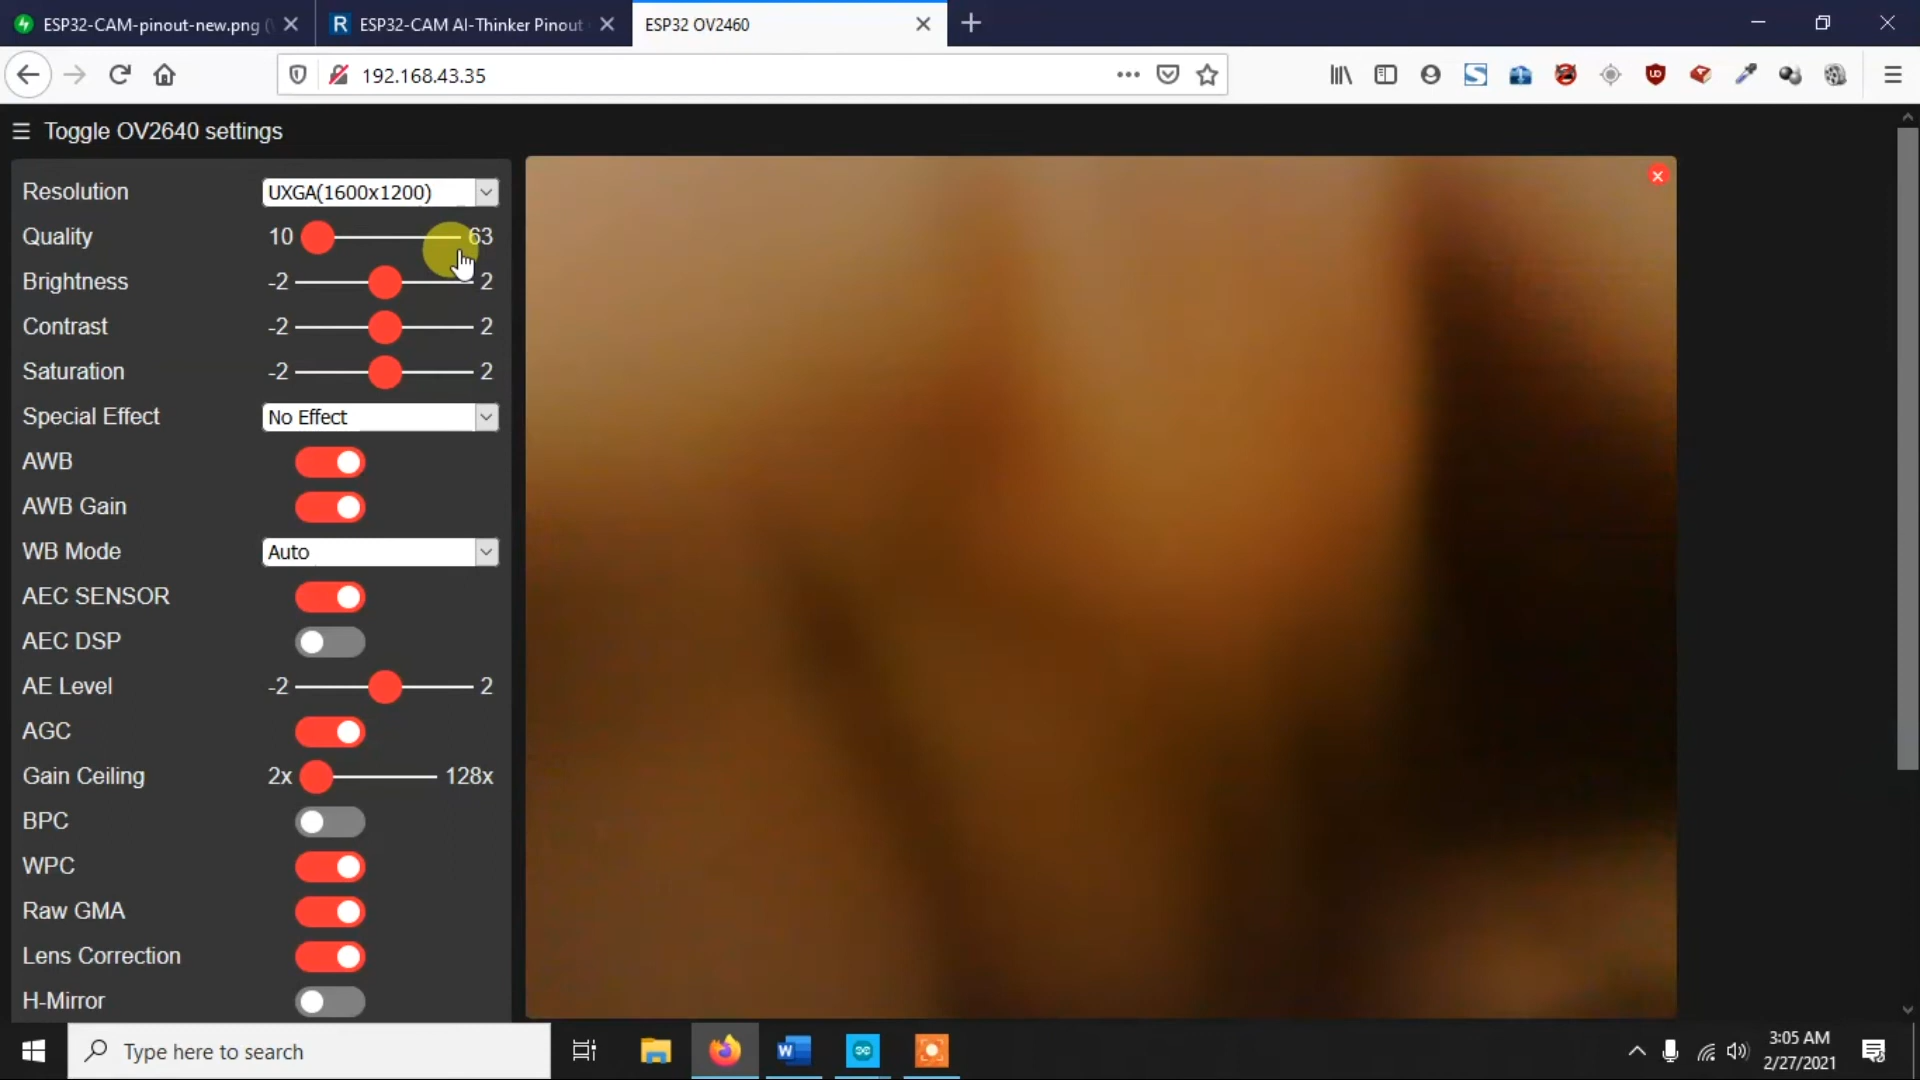 ESP32-CAM-pinout-new.png (
ESP32-CAM AI-Thinker Pinout
ESP32 OV2460
192.168.43.35
Toggle OV2640 settings
Resolution UXGA(1600x1200)
Quality 10 63
Brightness -2 2
Contrast -2 2
Saturation -2 2
Special Effect No Effect
AWB
AWB Gain
WB Mode Auto
AEC SENSOR
AEC DSP
AE Level -2 2
AGC
Gain Ceiling 2x 128x
BPC
WPC
Raw GMA
Lens Correction
H-Mirror
Type here to search
3:05 AM
2/27/2021